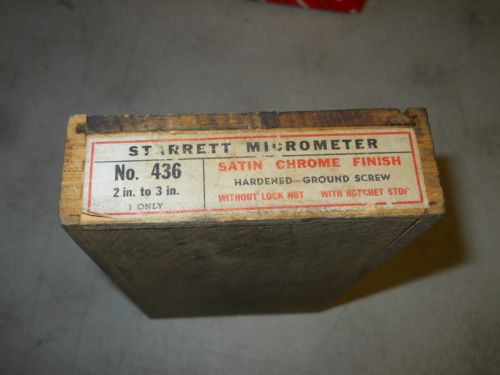 STARRETT MICROMETER
No. 436
2 in. to 3 in.
1 ONLY
SATIN CHROME FINISH
HARDENED—GROUND SCREW
WITHOUT LOCK NUT WITH RATCHET STOP